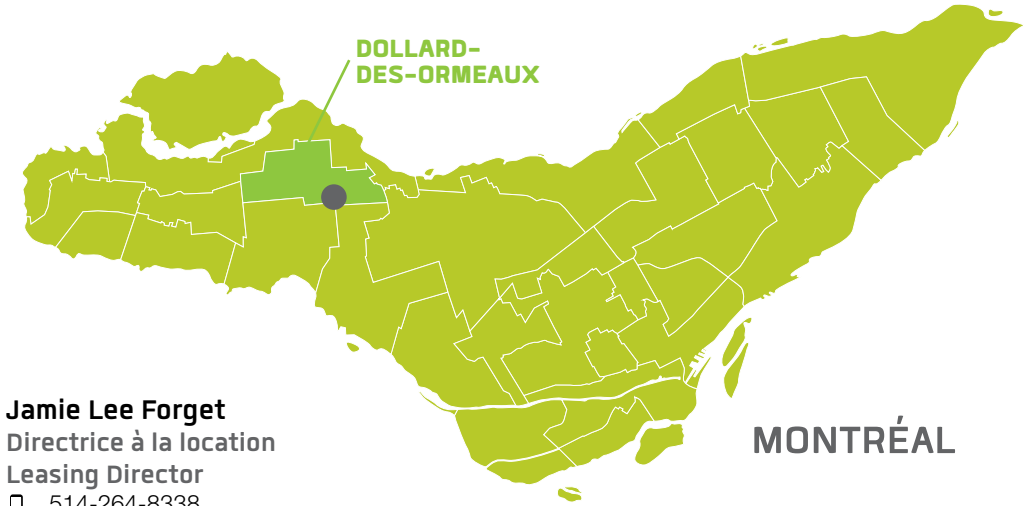 DOLLARD-
DES-ORMEAUX
MONTRÉAL
Jamie Lee Forget
Directrice à la location
Leasing Director
514-264-8338